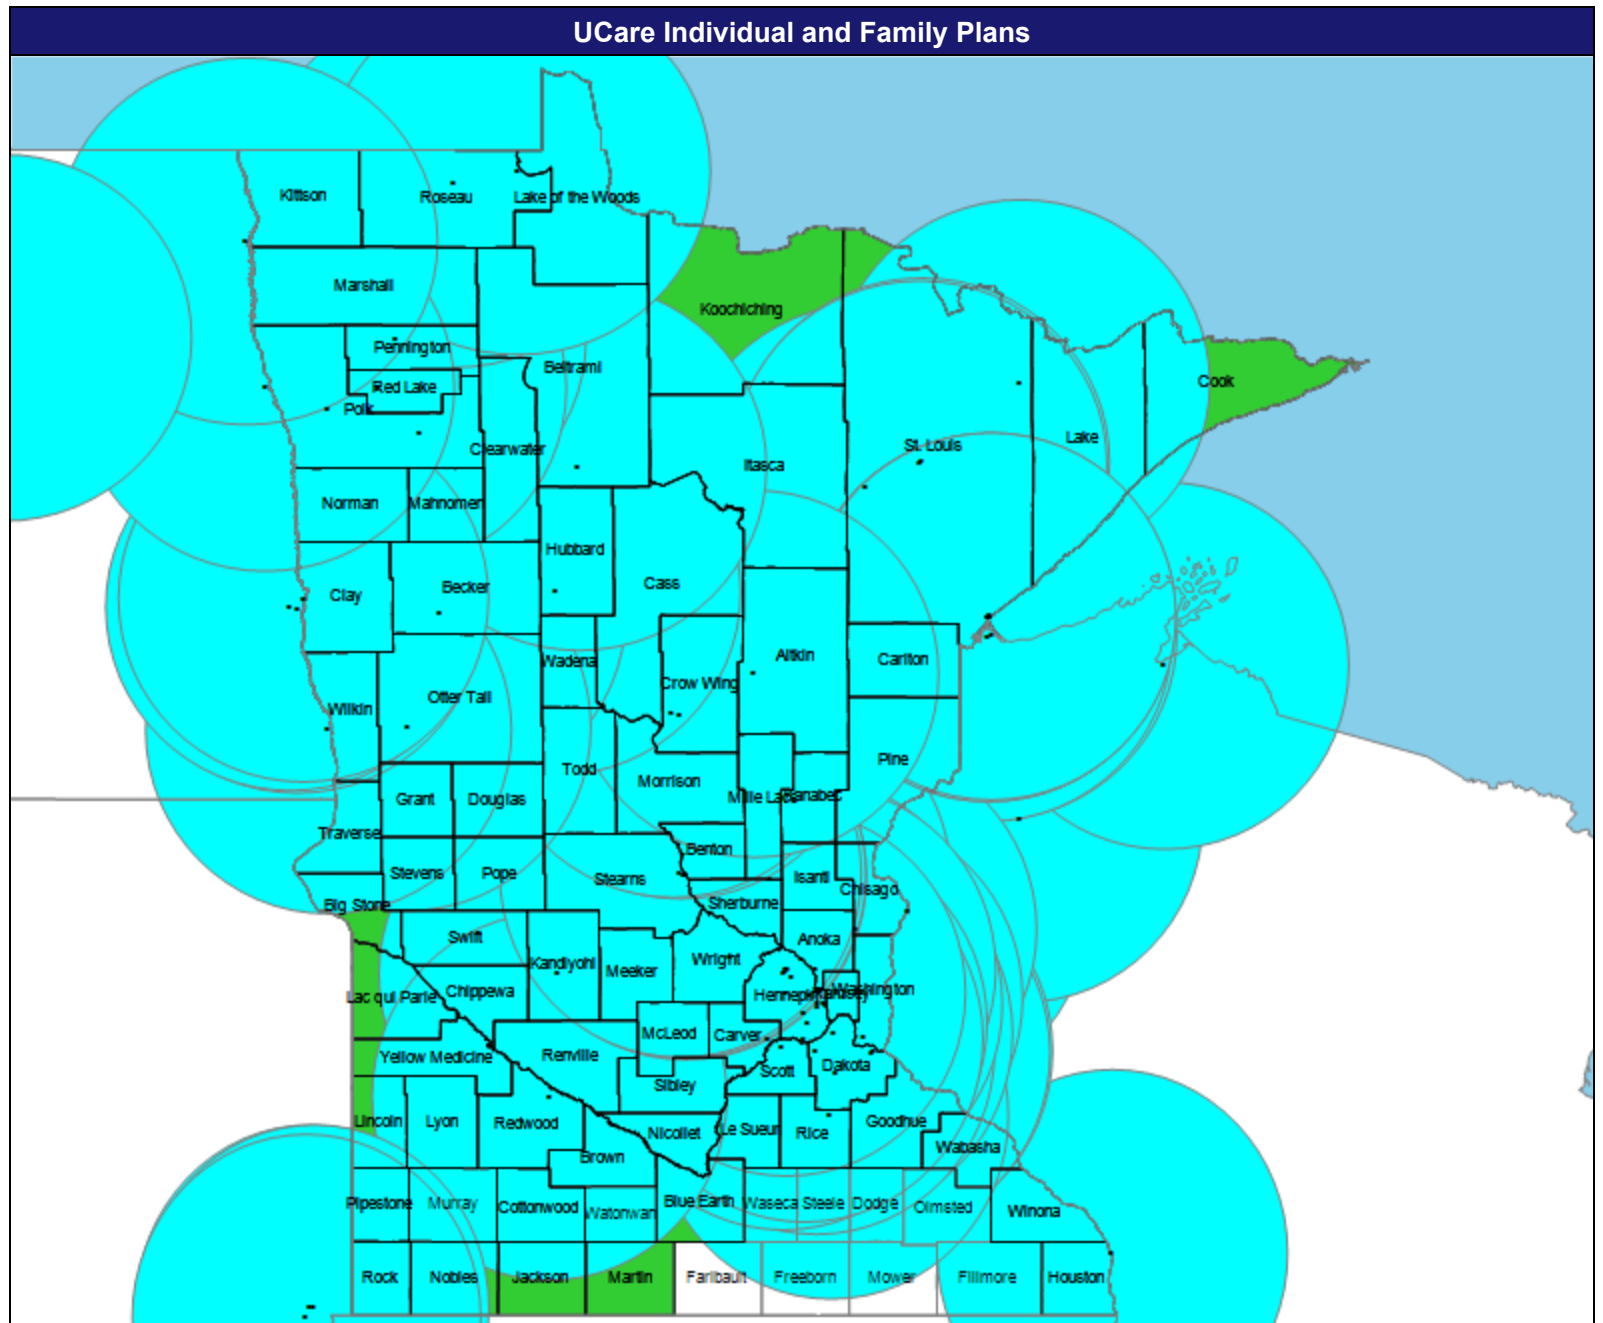 UCare Individual and Family Plans
Kittson
Roseau
Lake of the Woods
Marshall
Koochiching
Pennington
Beltrami
Red Lake
Cook
Polk
Clearwater
St. Louis
Lake
Itasca
Norman
Mahnomen
Hubbard
Cass
Clay
Becker
Aitkin
Carlton
Wadena
Crow Wing
Otter Tail
Wilkin
Pine
Todd
Morrison
Grant
Douglas
Mille Lacs
Kanabec
Traverse
Benton
Stevens
Pope
Stearns
Isanti
Chisago
Big Stone
Sherburne
Swift
Anoka
Kandiyohi
Meeker
Wright
Lac qui Parle
Chippewa
Hennepin
Ramsey
Washington
McLeod
Carver
Yellow Medicine
Renville
Scott
Dakota
Sibley
Lincoln
Lyon
Redwood
Nicollet
Le Sueur
Rice
Goodhue
Brown
Wabasha
Pipestone
Murray
Cottonwood
Watonwan
Blue Earth
Waseca
Steele
Dodge
Olmsted
Winona
Rock
Nobles
Jackson
Martin
Faribault
Freeborn
Mower
Fillmore
Houston